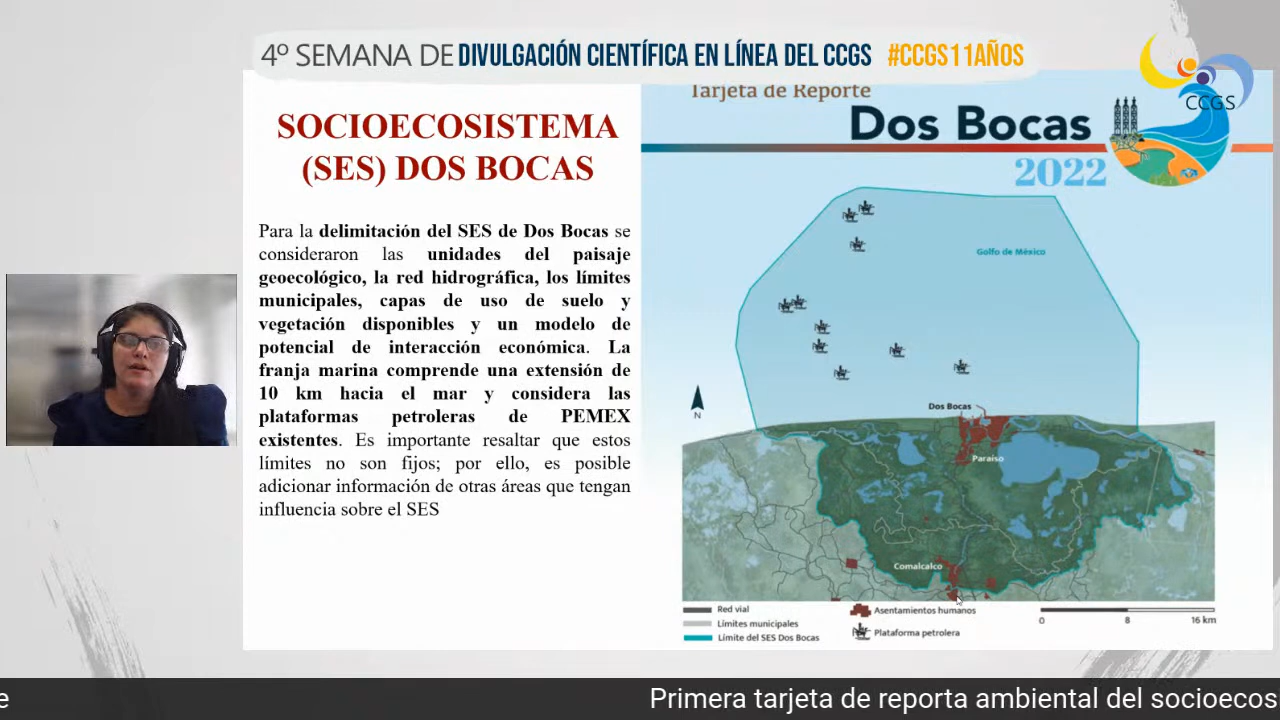 4º SEMANA DE DIVULGACIÓN CIENTÍFICA EN LÍNEA DEL CCGS #CCGS11AÑOS
CCGS
SOCIOECOSISTEMA
(SES) DOS BOCAS
Para la delimitación del SES de Dos Bocas se
consideraron las unidades del paisaje
geoecológico, la red hidrográfica, los límites
municipales, capas de uso de suelo y
vegetación disponibles y un modelo de
potencial de interacción económica. La
franja marina comprende una extensión de
10 km hacia el mar y considera las
plataformas petroleras de PEMEX
existentes. Es importante resaltar que estos
límites no son fijos; por ello, es posible
adicionar información de otras áreas que tengan
influencia sobre el SES
Tarjeta de Reporte
Dos Bocas
2022
Golfo de México
N
Dos Bocas
Paraíso
Comalcalco
Red vial
Límites municipales
Límite del SES Dos Bocas
Asentamientos humanos
Plataforma petrolera
0 8 16 km
e
Primera tarjeta de reporta ambiental del socioecos